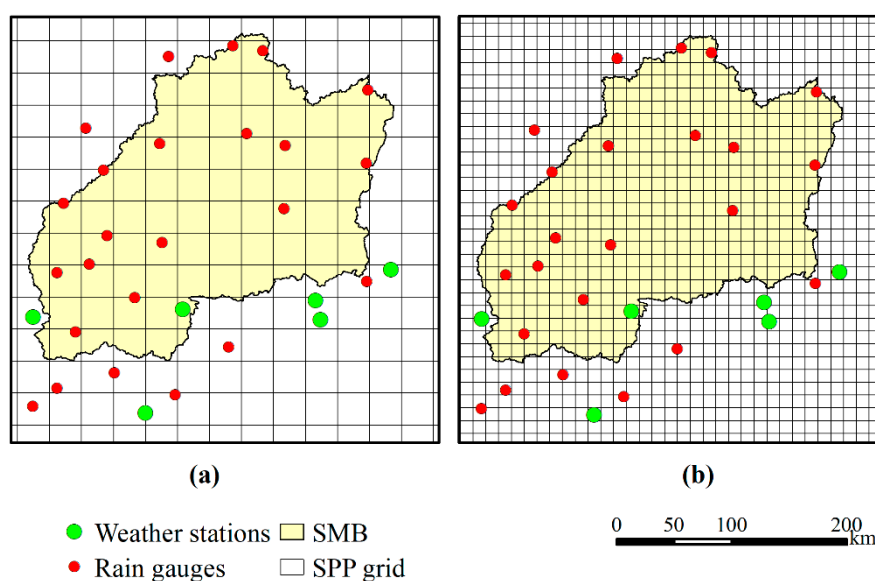 (a)
(b)
Weather stations
SMB
Rain gauges
SPP grid
0 50 100 200
km